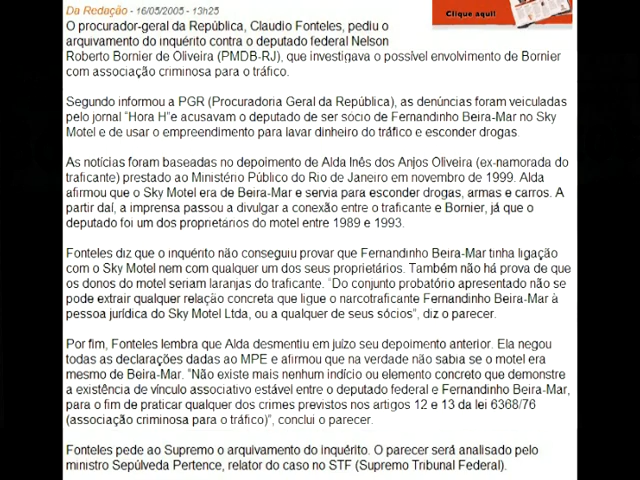 Da Redação - 16/05/2005 - 13h25
Clique aqui!
O procurador-geral da República, Claudio Fonteles, pediu o
arquivamento do inquérito contra o deputado federal Nelson
Roberto Bornier de Oliveira (PMDB-RJ), que investigava o possível envolvimento de Bornier
com associação criminosa para o tráfico.
Segundo informou a PGR (Procuradoria Geral da República), as denúncias foram veiculadas
pelo jornal "Hora H"e acusavam o deputado de ser sócio de Fernandinho Beira-Mar no Sky
Motel e de usar o empreendimento para lavar dinheiro do tráfico e esconder drogas.
As notícias foram baseadas no depoimento de Alda Inês dos Anjos Oliveira (ex-namorada do
traficante) prestado ao Ministério Público do Rio de Janeiro em novembro de 1999. Alda
afirmou que o Sky Motel era de Beira-Mar e servia para esconder drogas, armas e carros. A
partir daí, a imprensa passou a divulgar a conexão entre o traficante e Bornier, já que o
deputado foi um dos proprietários do motel entre 1989 e 1993.
Fonteles diz que o inquérito não conseguiu provar que Fernandinho Beira-Mar tinha ligação
com o Sky Motel nem com qualquer um dos seus proprietários. Também não há prova de que
os donos do motel seriam laranjas do traficante. "Do conjunto probatório apresentado não se
pode extrair qualquer relação concreta que ligue o narcotraficante Fernandinho Beira-Mar à
pessoa jurídica do Sky Motel Ltda, ou a qualquer de seus sócios", diz o parecer.
Por fim, Fonteles lembra que Alda desmentiu em juízo seu depoimento anterior. Ela negou
todas as declarações dadas ao MPE e afirmou que na verdade não sabia se o motel era
mesmo de Beira-Mar. "Não existe mais nenhum indício ou elemento concreto que demonstre
a existência de vínculo associativo estável entre o deputado federal e Fernandinho Beira-Mar,
para o fim de praticar qualquer dos crimes previstos nos artigos 12 e 13 da lei 6368/76
(associação criminosa para o tráfico)", conclui o parecer.
Fonteles pede ao Supremo o arquivamento do inquérito. O parecer será analisado pelo
ministro Sepúlveda Pertence, relator do caso no STF (Supremo Tribunal Federal).